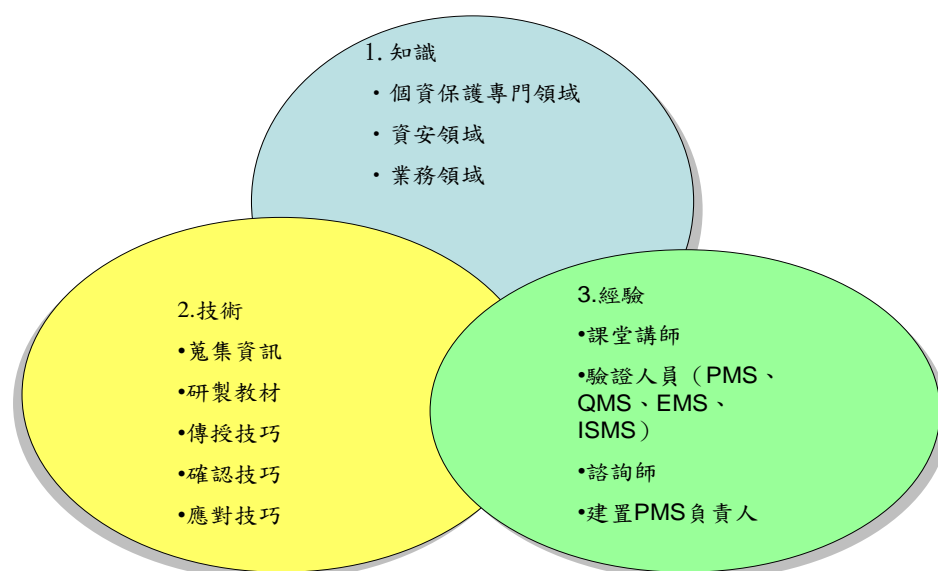 1. 知識
・個資保護專門領域
・資安領域
・業務領域
2.技術
•蒐集資訊
•研製教材
•傳授技巧
•確認技巧
•應對技巧
3.經驗
•課堂講師
•驗證人員（PMS、
QMS、EMS、
ISMS）
•諮詢師
•建置PMS負責人